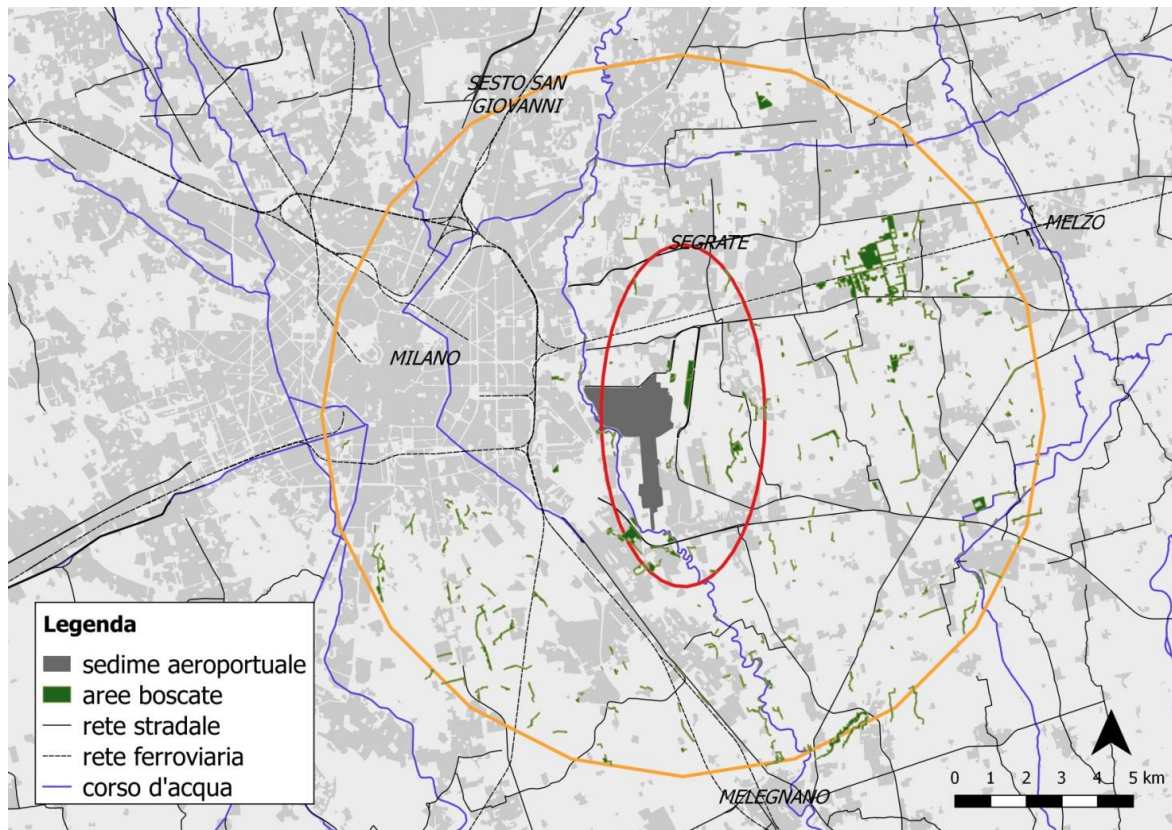 SESTO SAN
GIOVANNI
SEGRATE
MELZO
MILANO
MELEGNANO
Legenda
sedime aeroportuale
aree boscate
rete stradale
rete ferroviaria
corso d'acqua
0 1 2 3 4 5 km